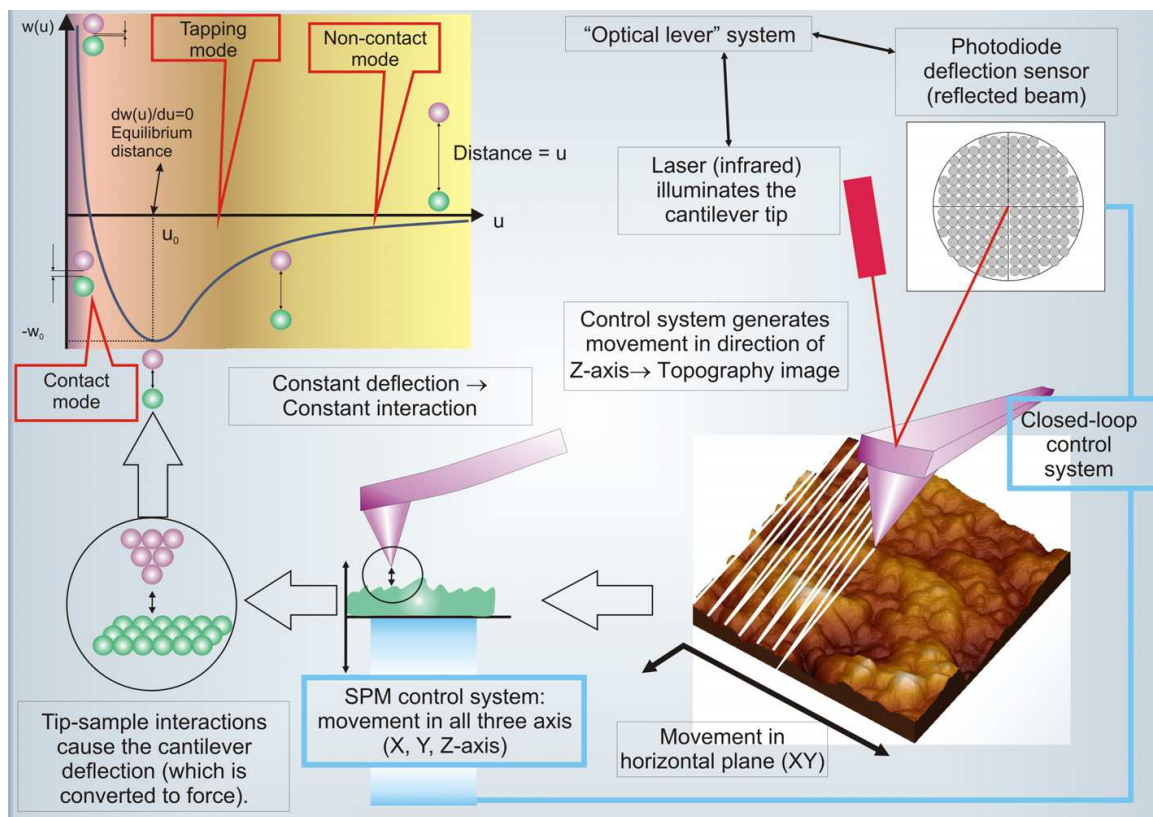 w(u)
Tapping
mode
Non-contact
mode
dw(u)/du=0
Equilibrium
distance
Distance = u
u₀
u
-w₀
Contact
mode
"Optical lever" system
Photodiode
deflection sensor
(reflected beam)
Laser (infrared)
illuminates the
cantilever tip
Control system generates
movement in direction of
Z-axis→ Topography image
Constant deflection →
Constant interaction
Closed-loop
control
system
SPM control system:
movement in all three axis
(X, Y, Z-axis)
Movement in
horizontal plane (XY)
Tip-sample interactions
cause the cantilever
deflection (which is
converted to force).